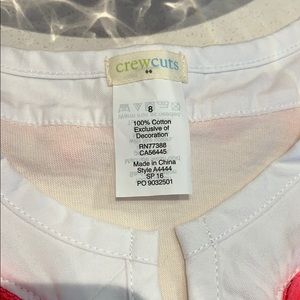 crewcuts
8
100% Cotton
Exclusive of
Decoration
RN77388
CA56445
Made in China
Style A4444
SP 16
PO 9032501